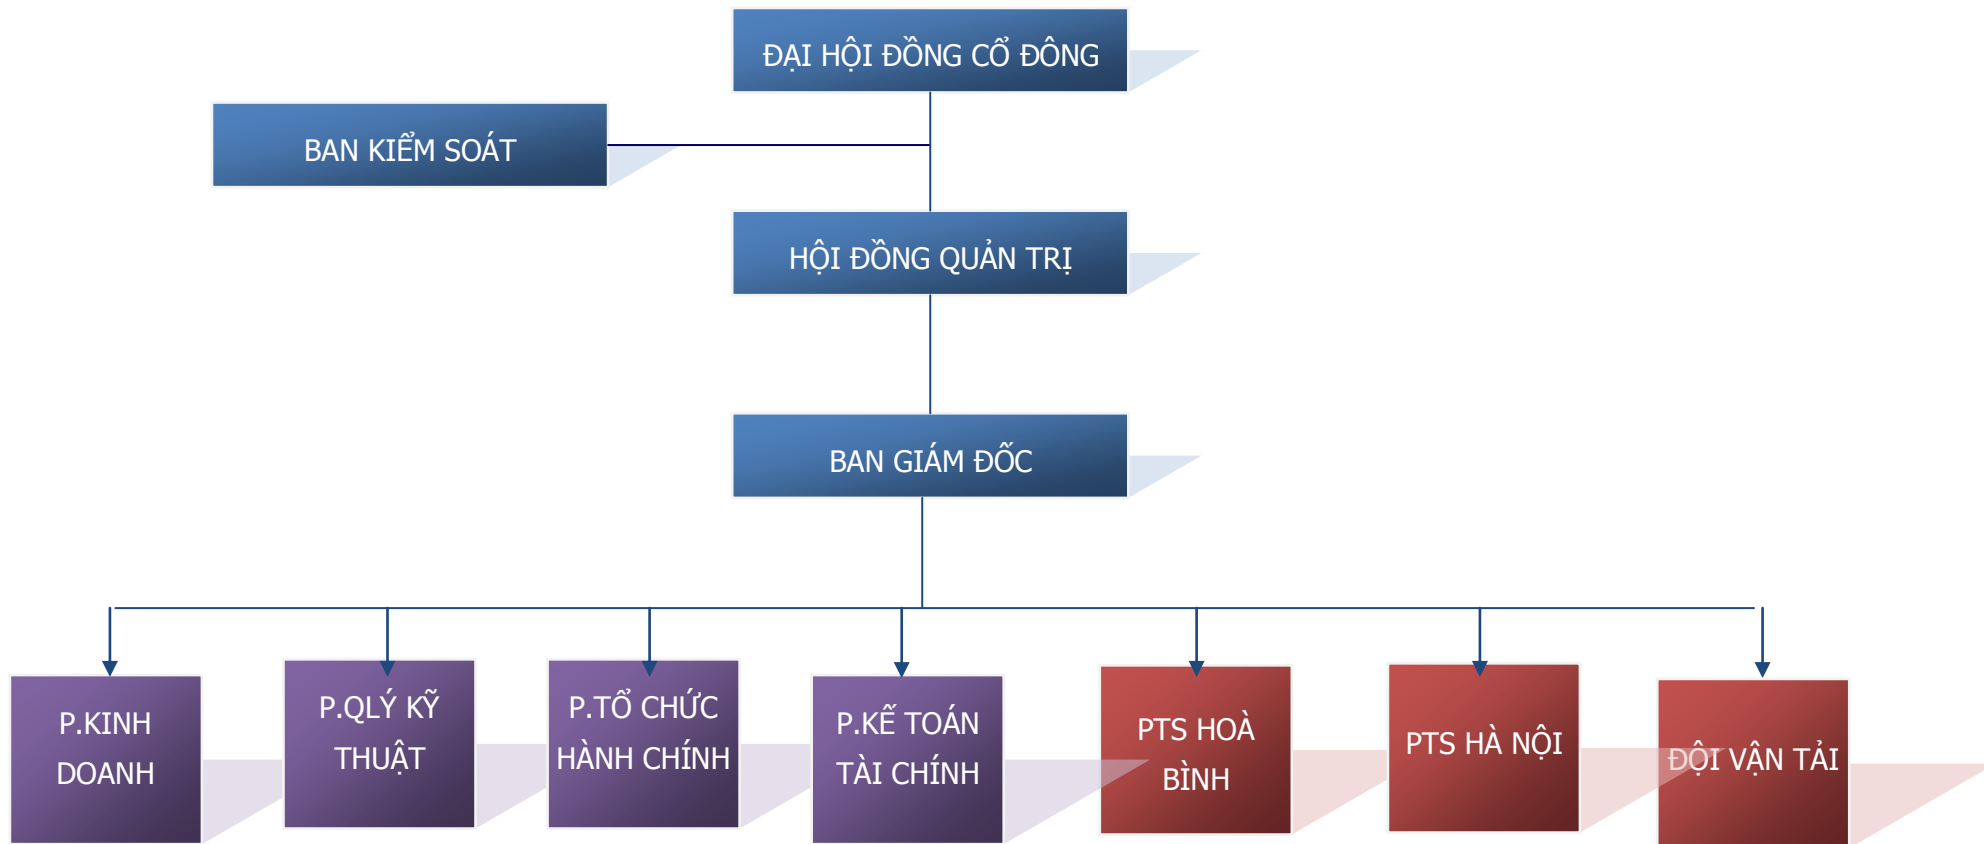 ĐẠI HỘI ĐỒNG CỔ ĐÔNG
BAN KIỂM SOÁT
HỘI ĐỒNG QUẢN TRỊ
BAN GIÁM ĐỐC
P.KINH
DOANH
P.QLÝ KỸ
THUẬT
P.TỔ CHỨC
HÀNH CHÍNH
P.KẾ TOÁN
TÀI CHÍNH
PTS HOÀ
BÌNH
PTS HÀ NỘI
ĐỘI VẬN TẢI